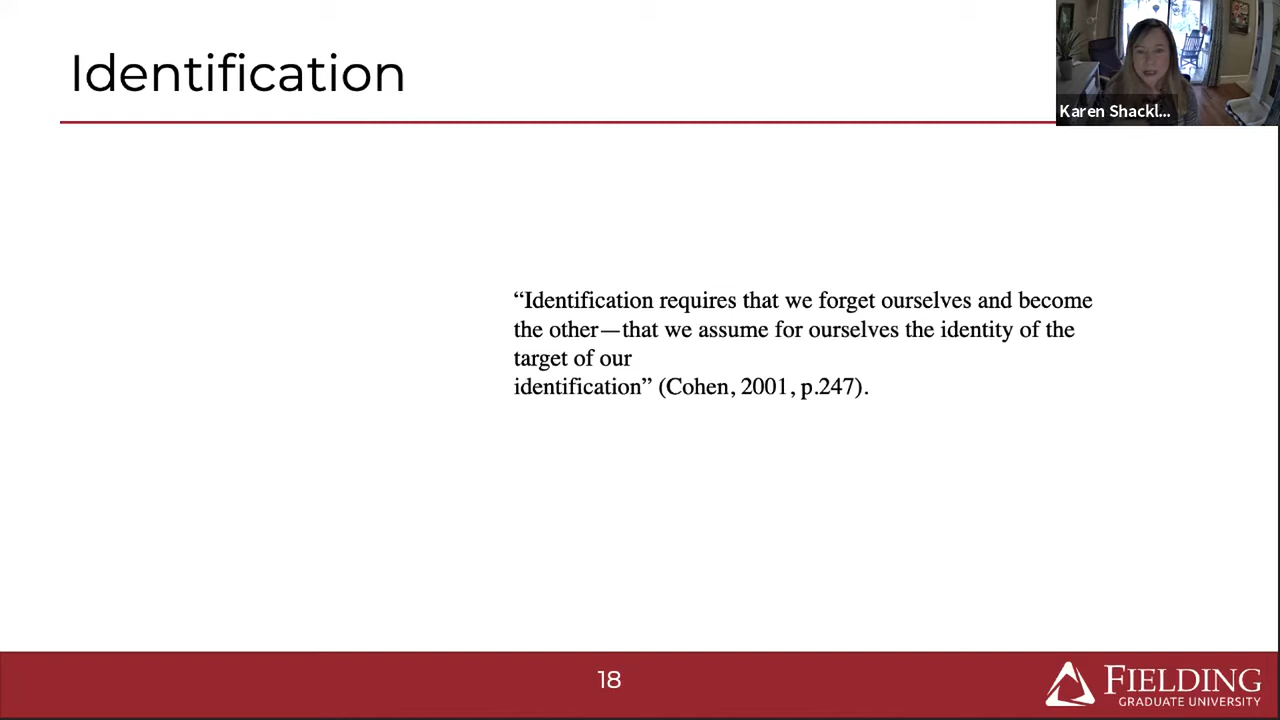 Identification
Karen Shackl...
“Identification requires that we forget ourselves and become
the other—that we assume for ourselves the identity of the
target of our
identification” (Cohen, 2001, p.247).
18
FIELDING
GRADUATE UNIVERSITY